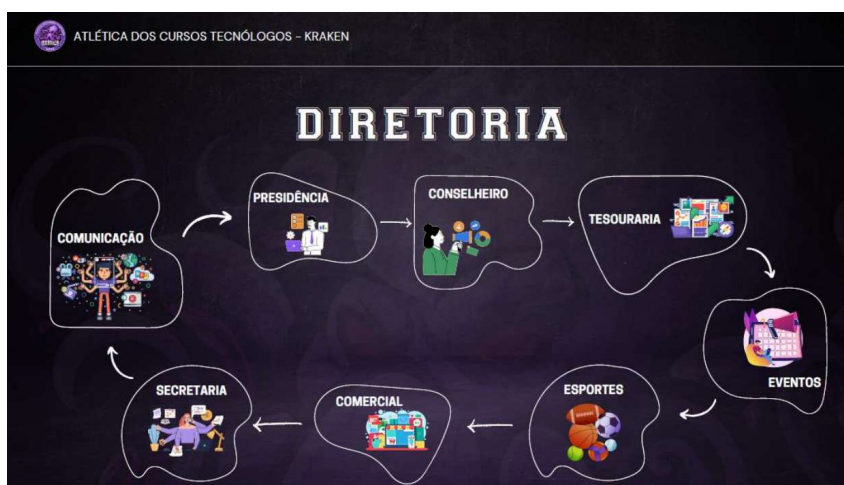 ATLÉTICA DOS CURSOS TECNÓLOGOS – KRAKEN
DIRETORIA
PRESIDÊNCIA
CONSELHEIRO
TESOURARIA
EVENTOS
ESPORTES
COMERCIAL
SECRETARIA
COMUNICAÇÃO